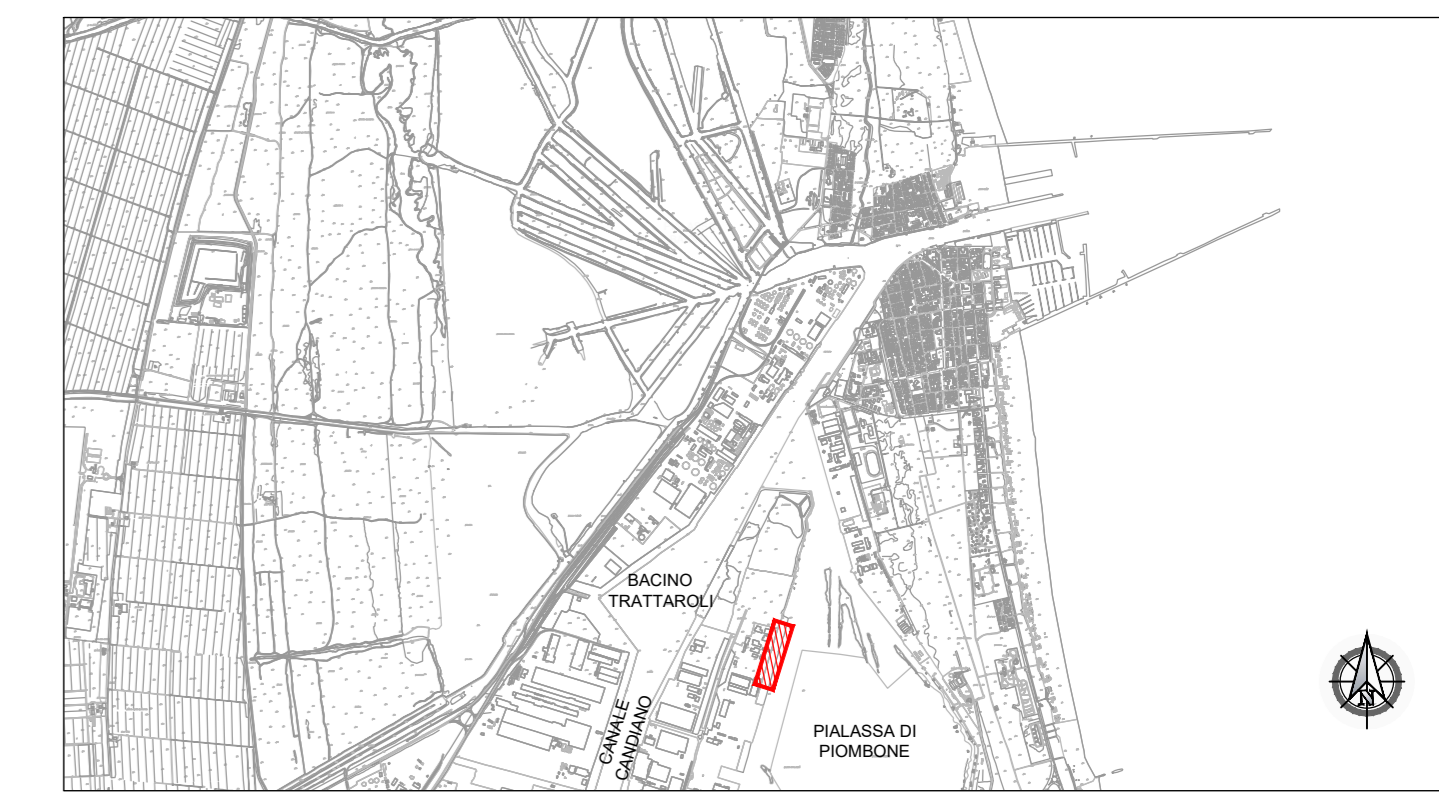 BACINO
TRATTAROLI
CANALE
CANDIANO
PIALASSA DI
PIOMBONE
N